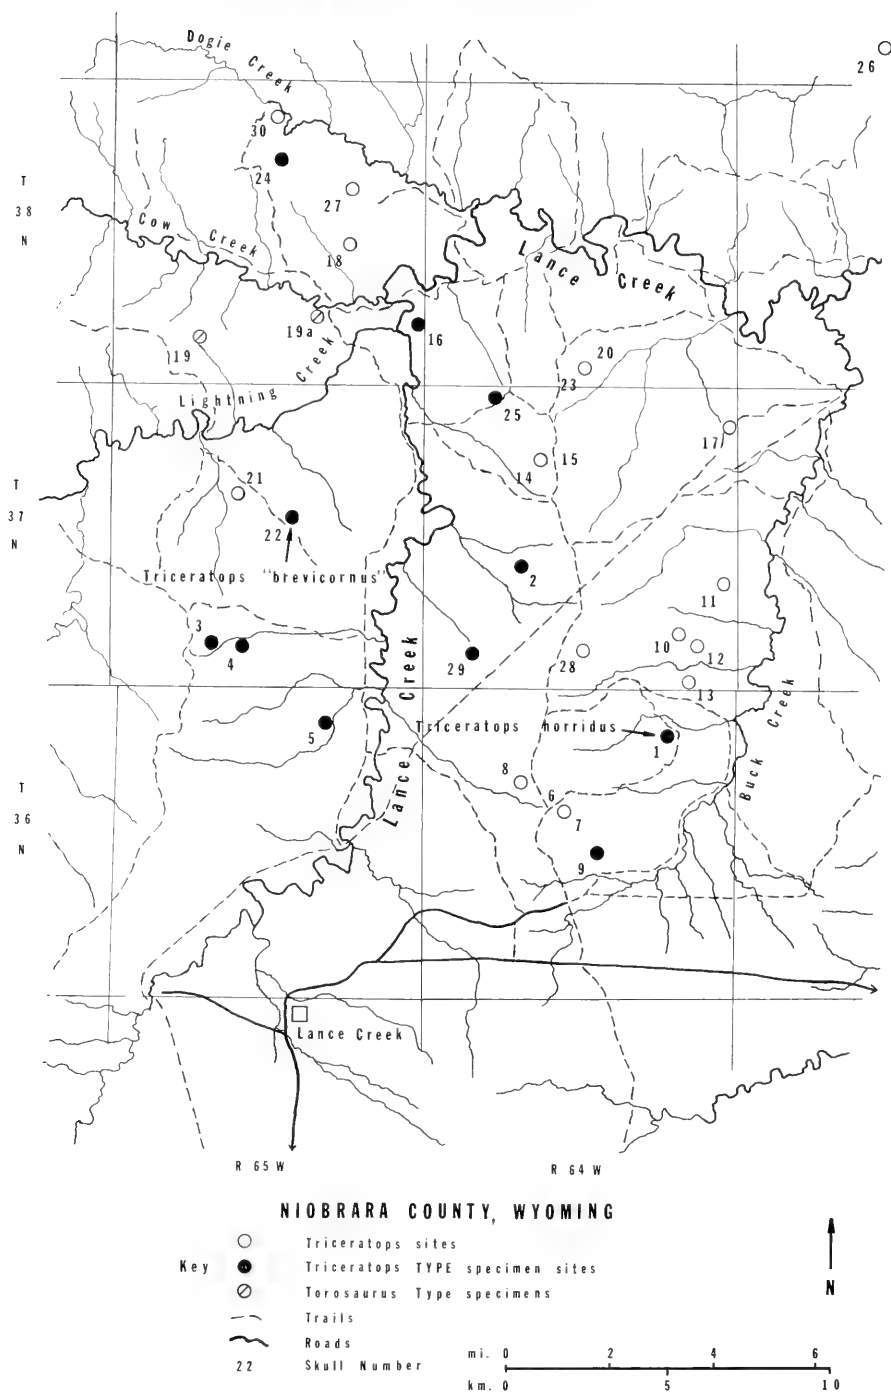 Dogie Creek
26
30
24
27
T
38
N
Cow Creek
18
Lance Creek
19a
16
19
20
23
Lightning Creek
25
17
14
15
21
T
37
N
22
Triceratops "brevicornus"
2
11
3
4
10
12
29
28
13
Lance Creek
Triceratops horridus
1
5
Buck Creek
8
6
7
T
36
N
9
Lance Creek
R 65 W
R 64 W
NIOBRARA COUNTY, WYOMING
Triceratops sites
Key
Triceratops TYPE specimen sites
Torosaurus Type specimens
N
Trails
Roads
22 Skull Number
mi. 0 2 4 6
km. 0 5 10